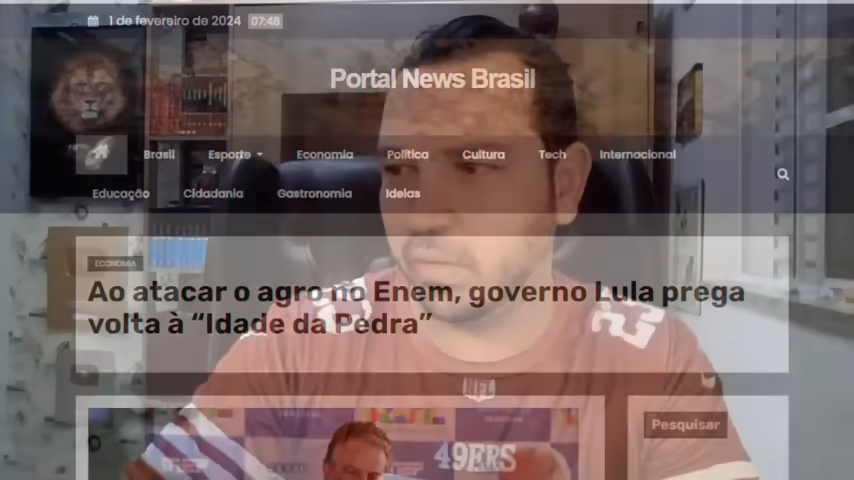 1 de fevereiro de 2024 07:48
Portal News Brasil
Brasil Esporte Economia Política Cultura Tech Internacional
Educação Cidadania Gastronomia Ideias
ECONOMIA
Ao atacar o agro no Enem, governo Lula prega
volta à “Idade da Pedra”
NFL
Pesquisar
49ERS